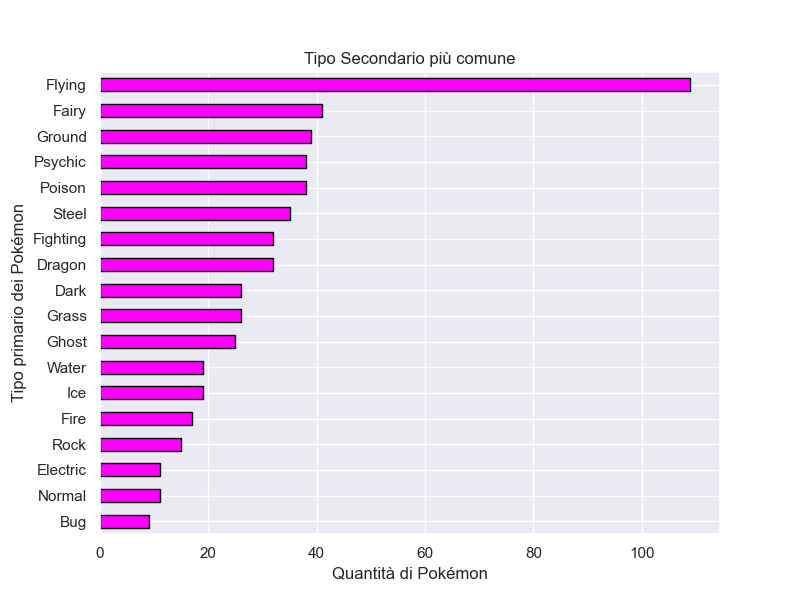 Tipo Secondario più comune
Flying
Fairy
Ground
Psychic
Poison
Steel
Fighting
Dragon
Dark
Grass
Ghost
Water
Ice
Fire
Rock
Electric
Normal
Bug
Tipo primario dei Pokémon
0 20 40 60 80 100
Quantità di Pokémon